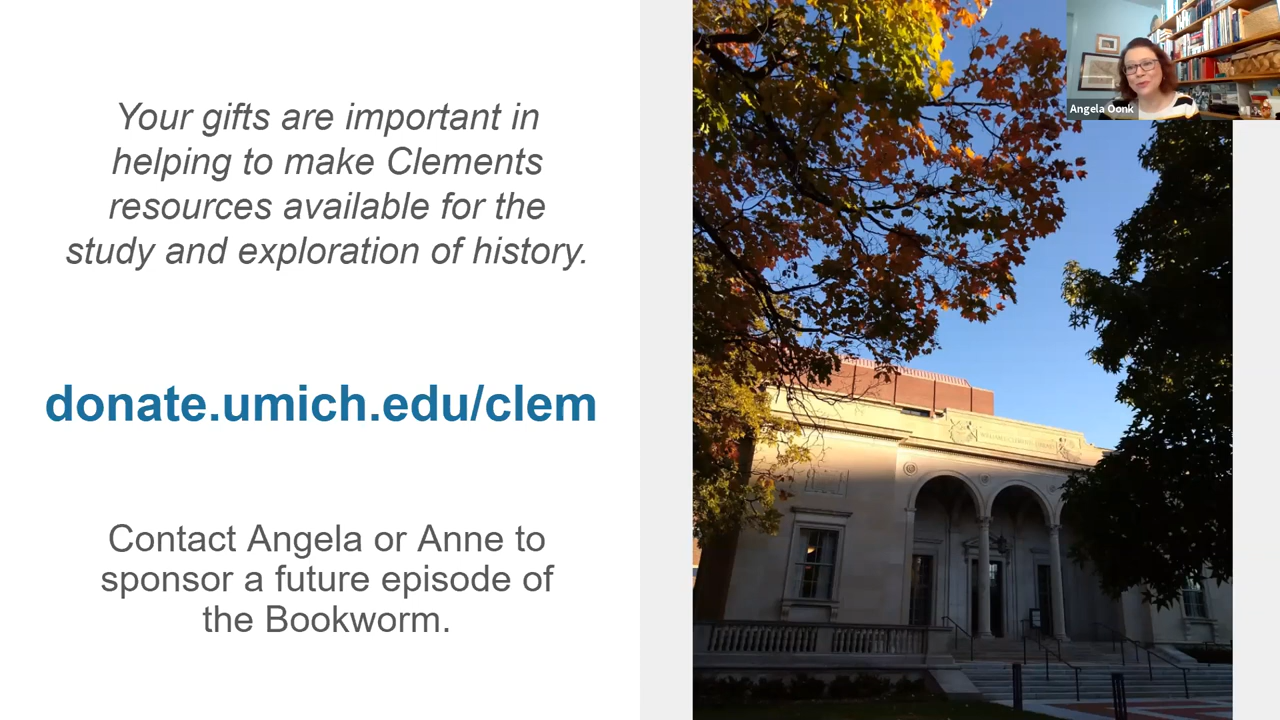 Your gifts are important in
helping to make Clements
resources available for the
study and exploration of history.
donate.umich.edu/clem
Contact Angela or Anne to
sponsor a future episode of
the Bookworm.
Angela Oonk